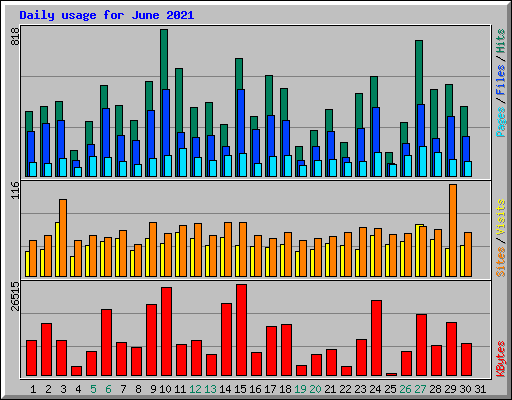 Daily usage for June 2021
818
116
26515
Pages / Files / Hits
Sites / Visits
KBytes
1 2 3 4 5 6 7 8 9 10 11 12 13 14 15 16 17 18 19 20 21 22 23 24 25 26 27 28 29 30 31